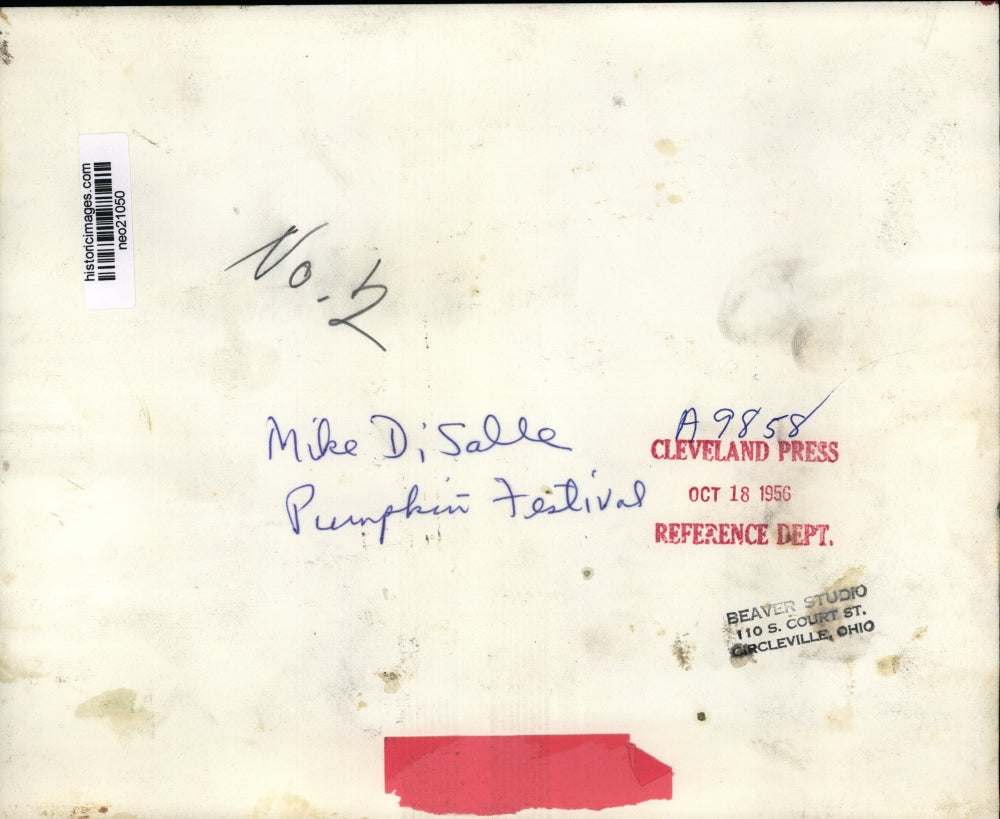 historicimages.com
neo21050
No. 2
Mike DiSalle
Pumpkin Festival
A9858
CLEVELAND PRESS
OCT 18 1956
REFERENCE DEPT.
BEAVER STUDIO
110 S. COURT ST.
CIRCLEVILLE, OHIO